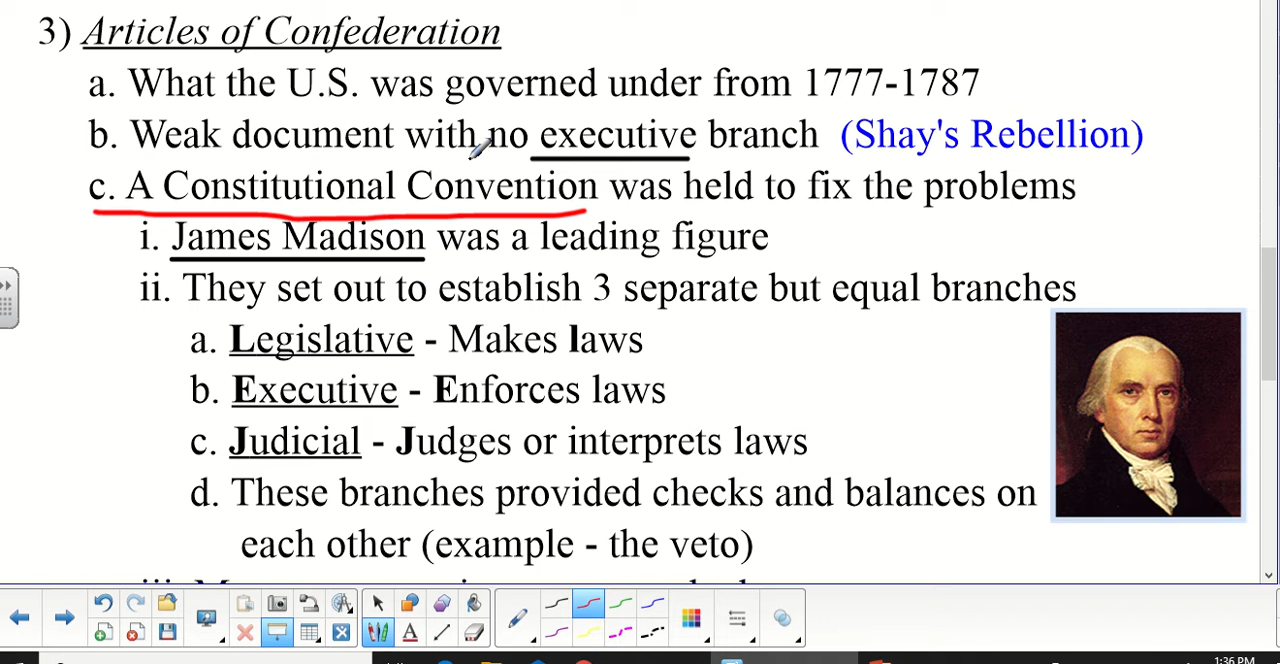 3) Articles of Confederation
a. What the U.S. was governed under from 1777-1787
b. Weak document with no executive branch (Shay's Rebellion)
c. A Constitutional Convention was held to fix the problems
i. James Madison was a leading figure
ii. They set out to establish 3 separate but equal branches
a. Legislative - Makes laws
b. Executive - Enforces laws
c. Judicial - Judges or interprets laws
d. These branches provided checks and balances on
each other (example - the veto)
1:36 PM